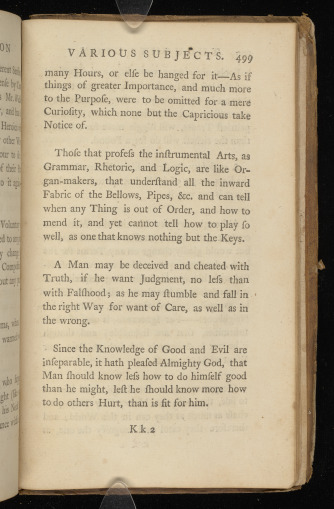 VARIOUS SUBJECTS. 499
many Hours, or elſe be hanged for it—As if
things of greater Importance, and much more
to the Purpoſe, were to be omitted for a mere
Curioſity, which none but the Capricious take
Notice of.
Thoſe that profeſs the inſtrumental Arts, as
Grammar, Rhetoric, and Logic, are like Or-
gan-makers, that underſtand all the inward
Fabric of the Bellows, Pipes, &c. and can tell
when any Thing is out of Order, and how to
mend it, and yet cannot tell how to play ſo
well, as one that knows nothing but the Keys.
A Man may be deceived and cheated with
Truth, if he want Judgment, no leſs than
with Falſhood; as he may ſtumble and fall in
the right Way for want of Care, as well as in
the wrong.
Since the Knowledge of Good and Evil are
inſeparable, it hath pleaſed Almighty God, that
Man ſhould know leſs how to do himſelf good
than he might, leſt he ſhould know more how
to do others Hurt, than is fit for him.
K k 2